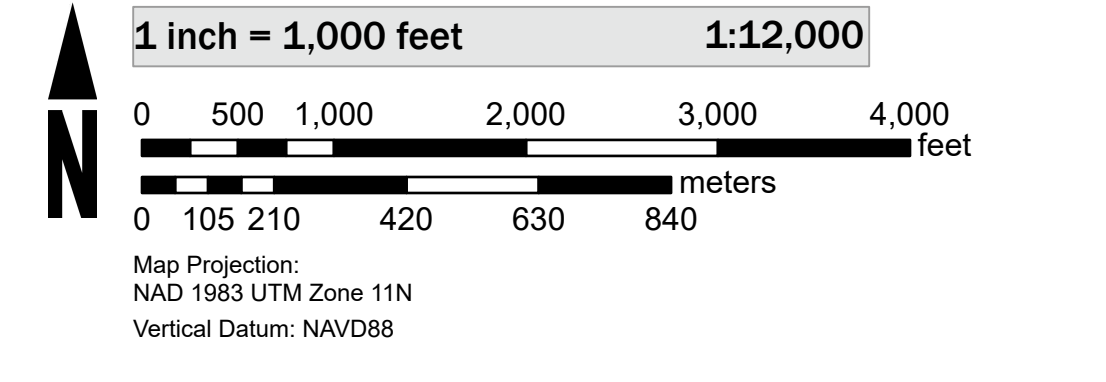 1 inch = 1,000 feet 1:12,000
0 500 1,000 2,000 3,000 4,000
feet
meters
0 105 210 420 630 840
N
Map Projection:
NAD 1983 UTM Zone 11N
Vertical Datum: NAVD88